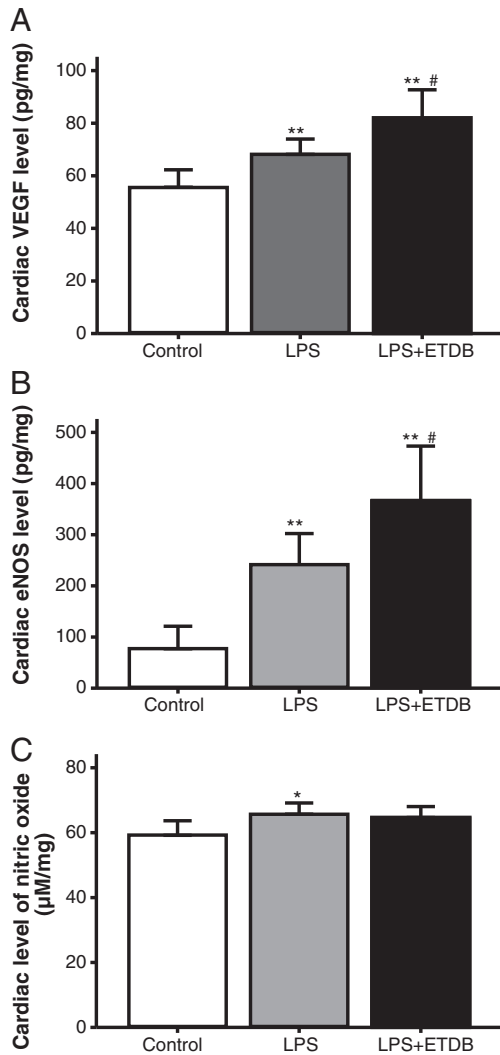 A
Cardiac VEGF level (pg/mg)
100
80
60
40
20
0
**
** #
Control
LPS
LPS+ETDB
B
Cardiac eNOS level (pg/mg)
500
400
300
200
100
0
**
** #
Control
LPS
LPS+ETDB
C
Cardiac level of nitric oxide
(µM/mg)
80
60
40
20
0
*
Control
LPS
LPS+ETDB